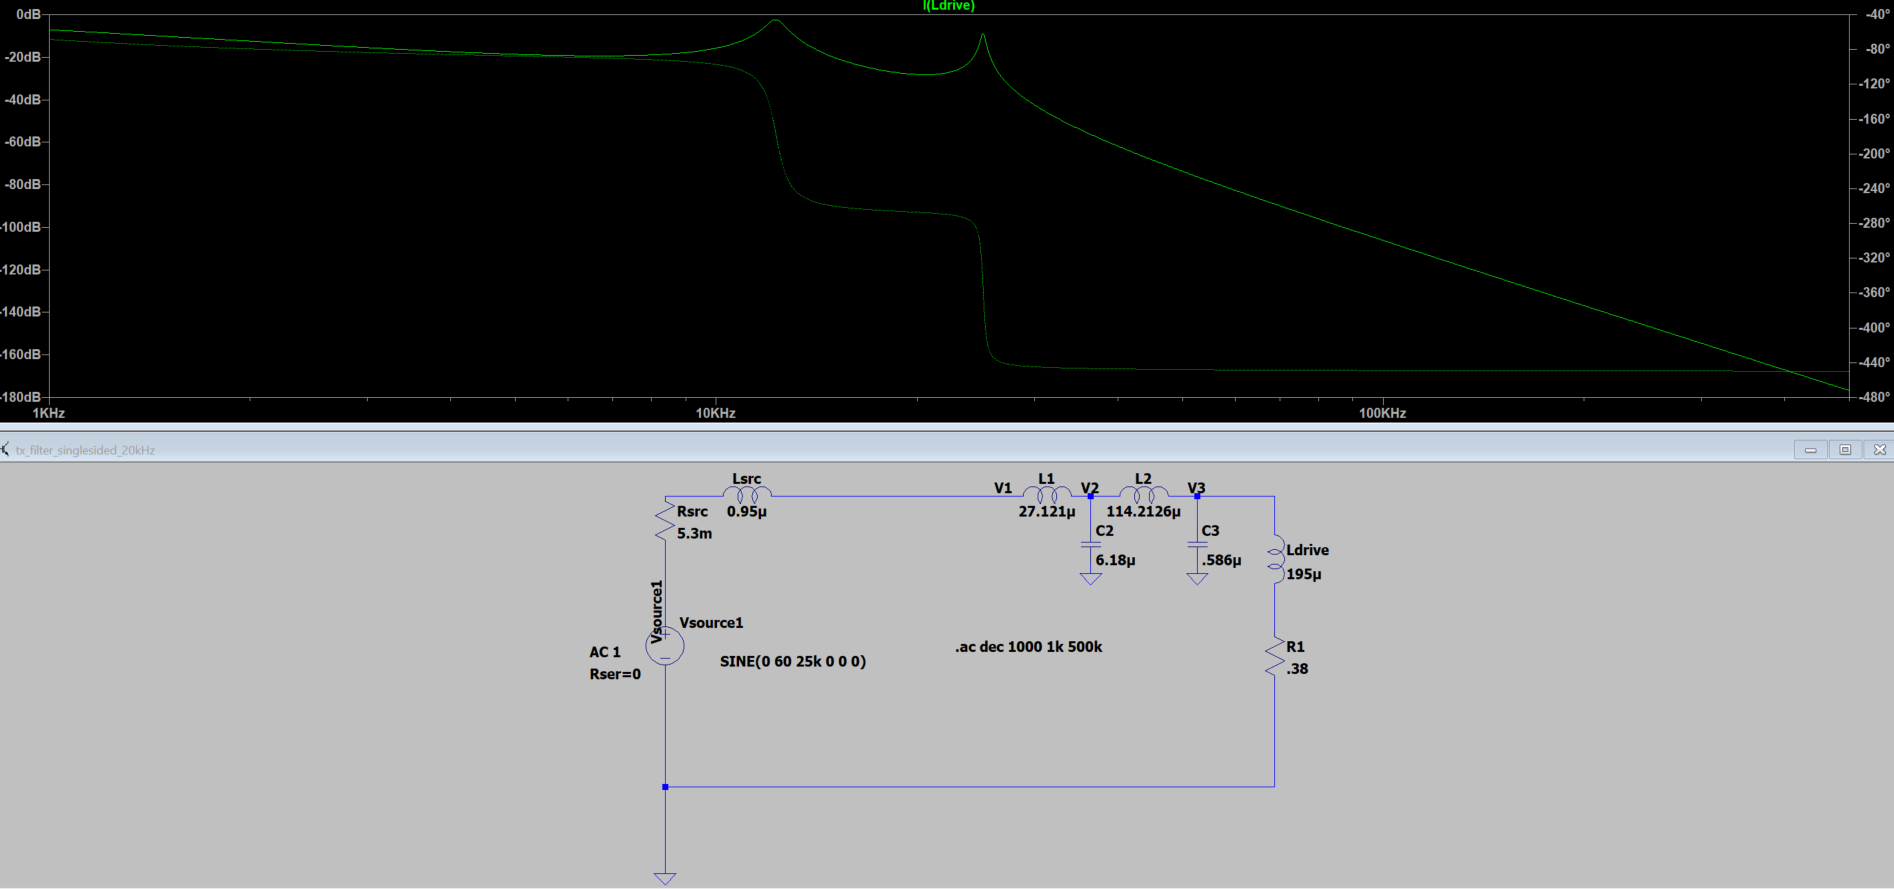 I(Ldrive)
0dB
-20dB
-40dB
-60dB
-80dB
-100dB
-120dB
-140dB
-160dB
-180dB
-40°
-80°
-120°
-160°
-200°
-240°
-280°
-320°
-360°
-400°
-440°
-480°
1KHz 10KHz 100KHz
tx_filter_singlesided_20kHz
Lsrc
0.95µ
Rsrc
5.3m
V1
L1
27.121µ
V2
L2
114.2126µ
V3
C2
6.18µ
C3
.586µ
Ldrive
195µ
Vsource1
Vsource1
AC 1
Rser=0
SINE(0 60 25k 0 0 0)
.ac dec 1000 1k 500k
R1
.38